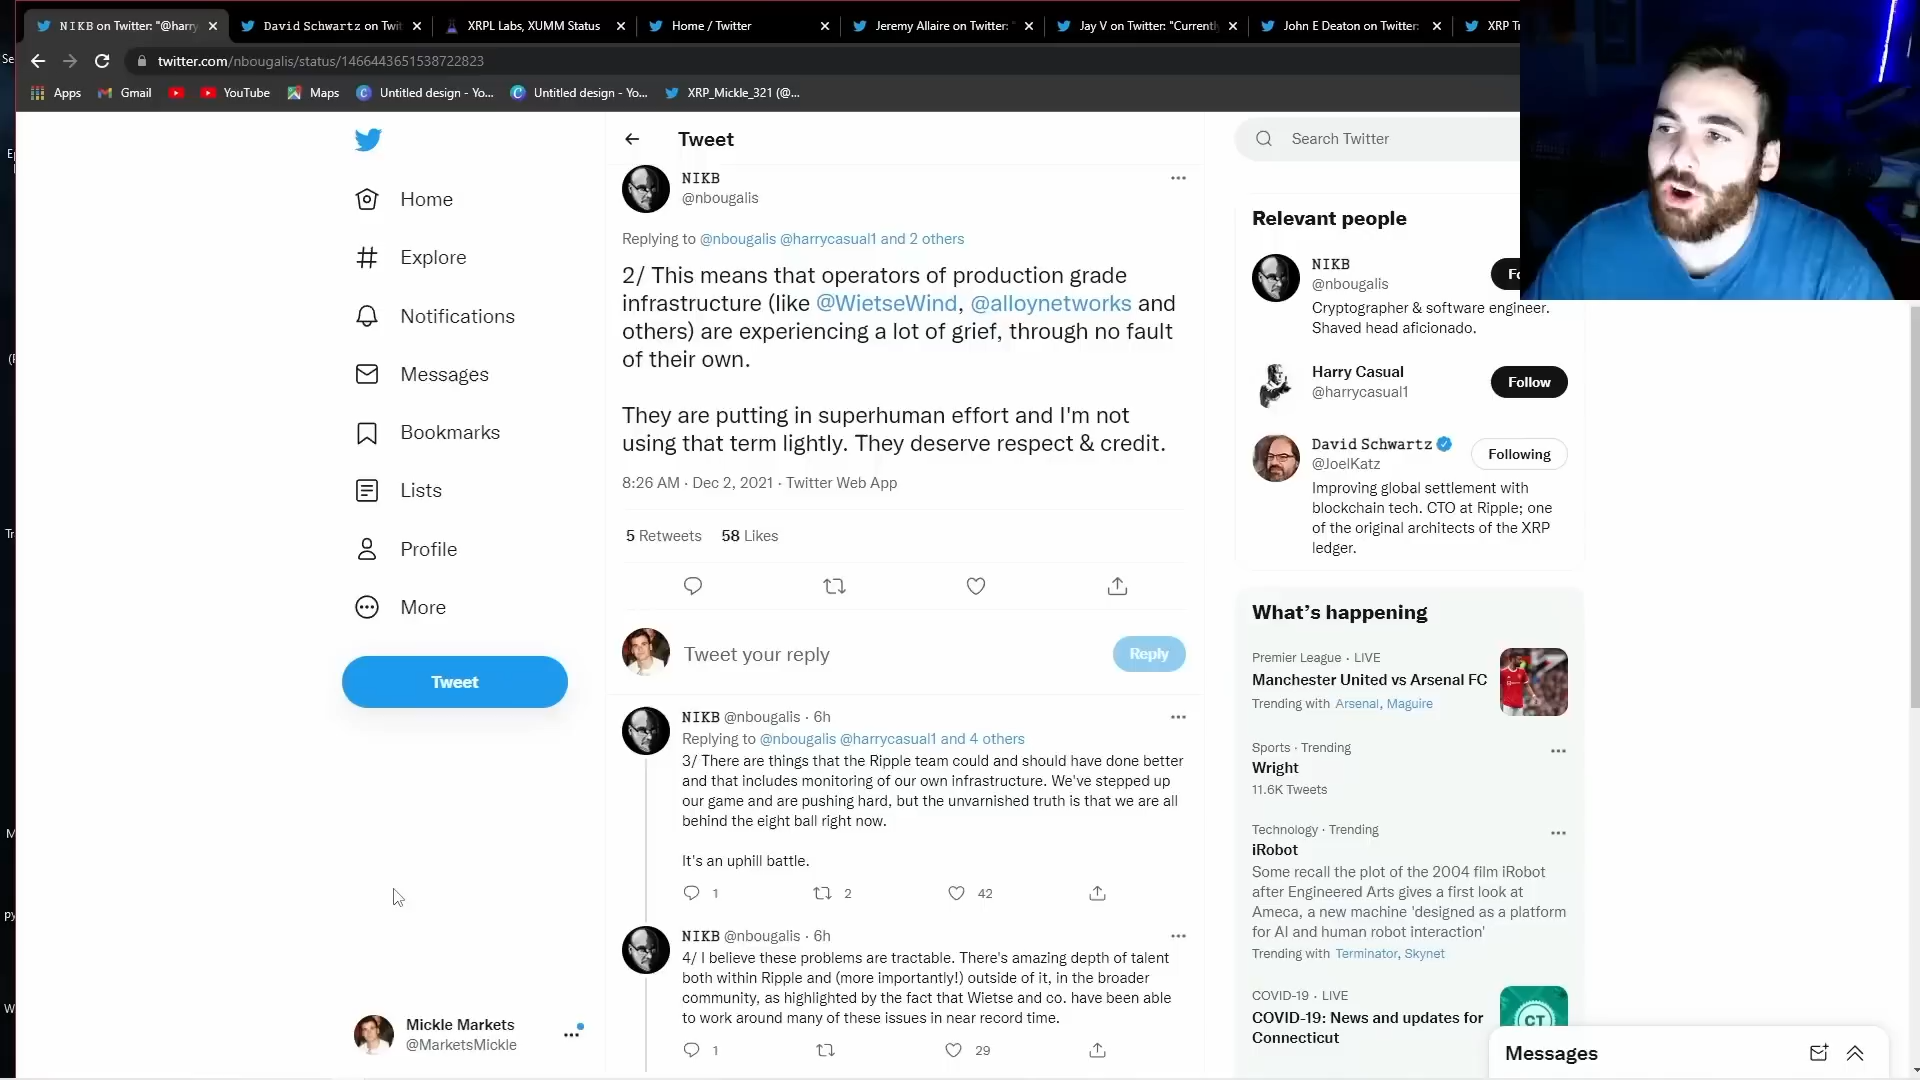 NIKB on Twitter: "@harry
David Schwartz on Twit
XRPL Labs, XUMM Status
Home / Twitter
Jeremy Allaire on Twitter: "
Jay V on Twitter: "Currentl
John E Deaton on Twitter:
XRP Tr
twitter.com/nbougalis/status/1466443651538722823
Apps
Gmail
YouTube
Maps
Untitled design - Yo...
Untitled design - Yo...
XRP_Mickle_321 (@...
Home
Explore
Notifications
Messages
Bookmarks
Lists
Profile
More
Tweet
Mickle Markets
@MarketsMickle
Tweet
NIKB
@nbougalis
Replying to @nbougalis @harrycasual1 and 2 others
2/ This means that operators of production grade
infrastructure (like @WietseWind, @alloynetworks and
others) are experiencing a lot of grief, through no fault
of their own.
They are putting in superhuman effort and I'm not
using that term lightly. They deserve respect & credit.
8:26 AM · Dec 2, 2021 · Twitter Web App
5 Retweets 58 Likes
Tweet your reply
Reply
NIKB @nbougalis · 6h
Replying to @nbougalis @harrycasual1 and 4 others
3/ There are things that the Ripple team could and should have done better
and that includes monitoring of our own infrastructure. We've stepped up
our game and are pushing hard, but the unvarnished truth is that we are all
behind the eight ball right now.
It's an uphill battle.
1 2 42
NIKB @nbougalis · 6h
4/ I believe these problems are tractable. There's amazing depth of talent
both within Ripple and (more importantly!) outside of it, in the broader
community, as highlighted by the fact that Wietse and co. have been able
to work around many of these issues in near record time.
1 29
Search Twitter
Relevant people
NIKB
@nbougalis
Fo
Cryptographer & software engineer.
Shaved head aficionado.
Harry Casual
@harrycasual1
Follow
David Schwartz
@JoelKatz
Following
Improving global settlement with
blockchain tech. CTO at Ripple; one
of the original architects of the XRP
ledger.
What's happening
Premier League · LIVE
Manchester United vs Arsenal FC
Trending with Arsenal, Maguire
Sports · Trending
Wright
11.6K Tweets
Technology · Trending
iRobot
Some recall the plot of the 2004 film iRobot
after Engineered Arts gives a first look at
Ameca, a new machine 'designed as a platform
for AI and human robot interaction'
Trending with Terminator, Skynet
COVID-19 · LIVE
COVID-19: News and updates for
Connecticut
CT
Messages